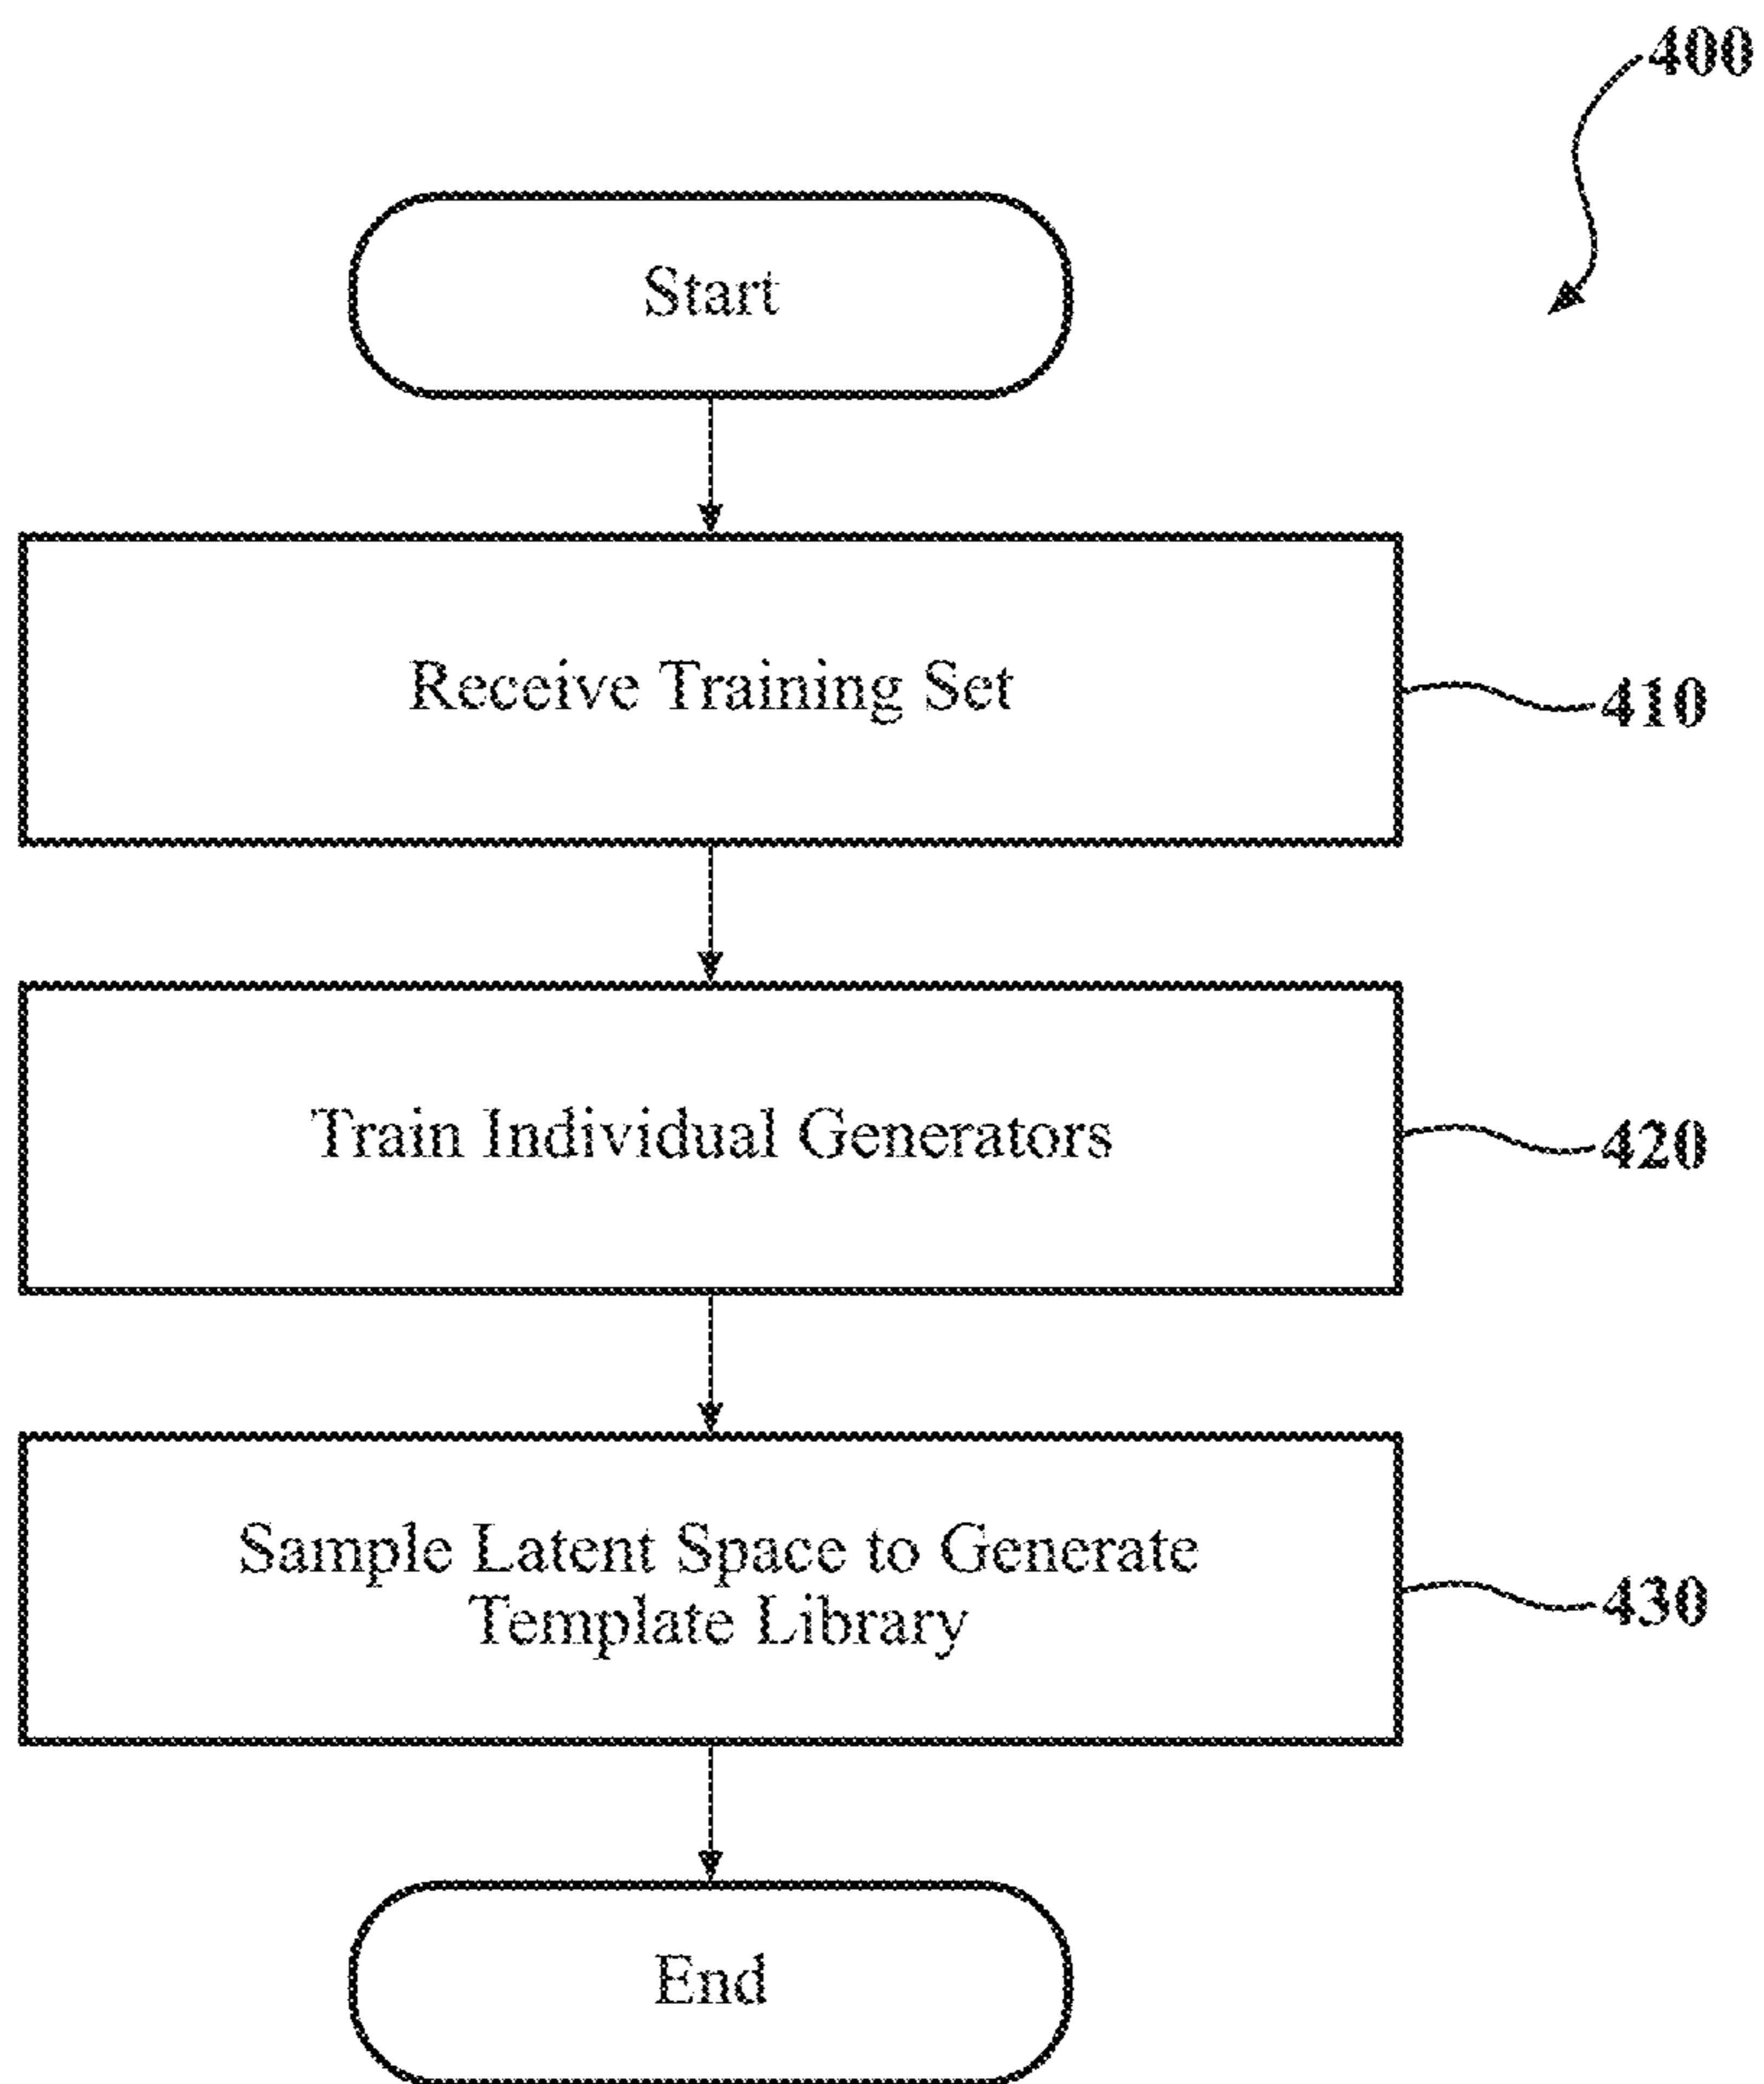 400
Start
Receive Training Set
410
Train Individual Generators
420
Sample Latent Space to Generate
Template Library
430
End